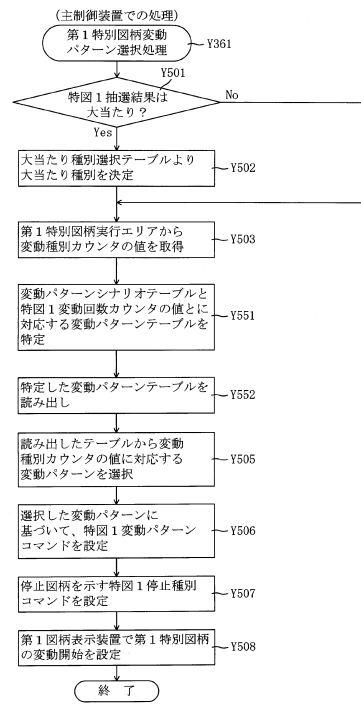 （主制御装置での処理）
第１特別図柄変動
パターン選択処理
Y361
Y501
特図１抽選結果は
大当たり？
No
Yes
大当たり種別選択テーブルより
大当たり種別を決定
Y502
第１特別図柄実行エリアから
変動種別カウンタの値を取得
Y503
変動パターンシナリオテーブルと
特図１変動回数カウンタの値とに
対応する変動パターンテーブルを
特定
Y551
特定した変動パターンテーブルを
読み出し
Y552
読み出したテーブルから変動
種別カウンタの値に対応する
変動パターンを選択
Y505
選択した変動パターンに
基づいて、特図１変動パターン
コマンドを設定
Y506
停止図柄を示す特図１停止種別
コマンドを設定
Y507
第１図柄表示装置で第１特別図柄
の変動開始を設定
Y508
終 了